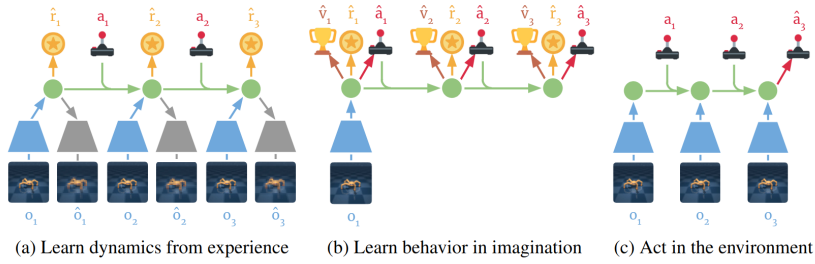 r̂₁ a₁ r̂₂ a₂ r̂₃
o₁ ô₁ o₂ ô₂ o₃ ô₃
(a) Learn dynamics from experience
v̂₁ r̂₁ â₁ v̂₂ r̂₂ â₂ v̂₃ r̂₃ â₃
o₁
(b) Learn behavior in imagination
a₁ a₂ â₃
o₁ o₂ o₃
(c) Act in the environment